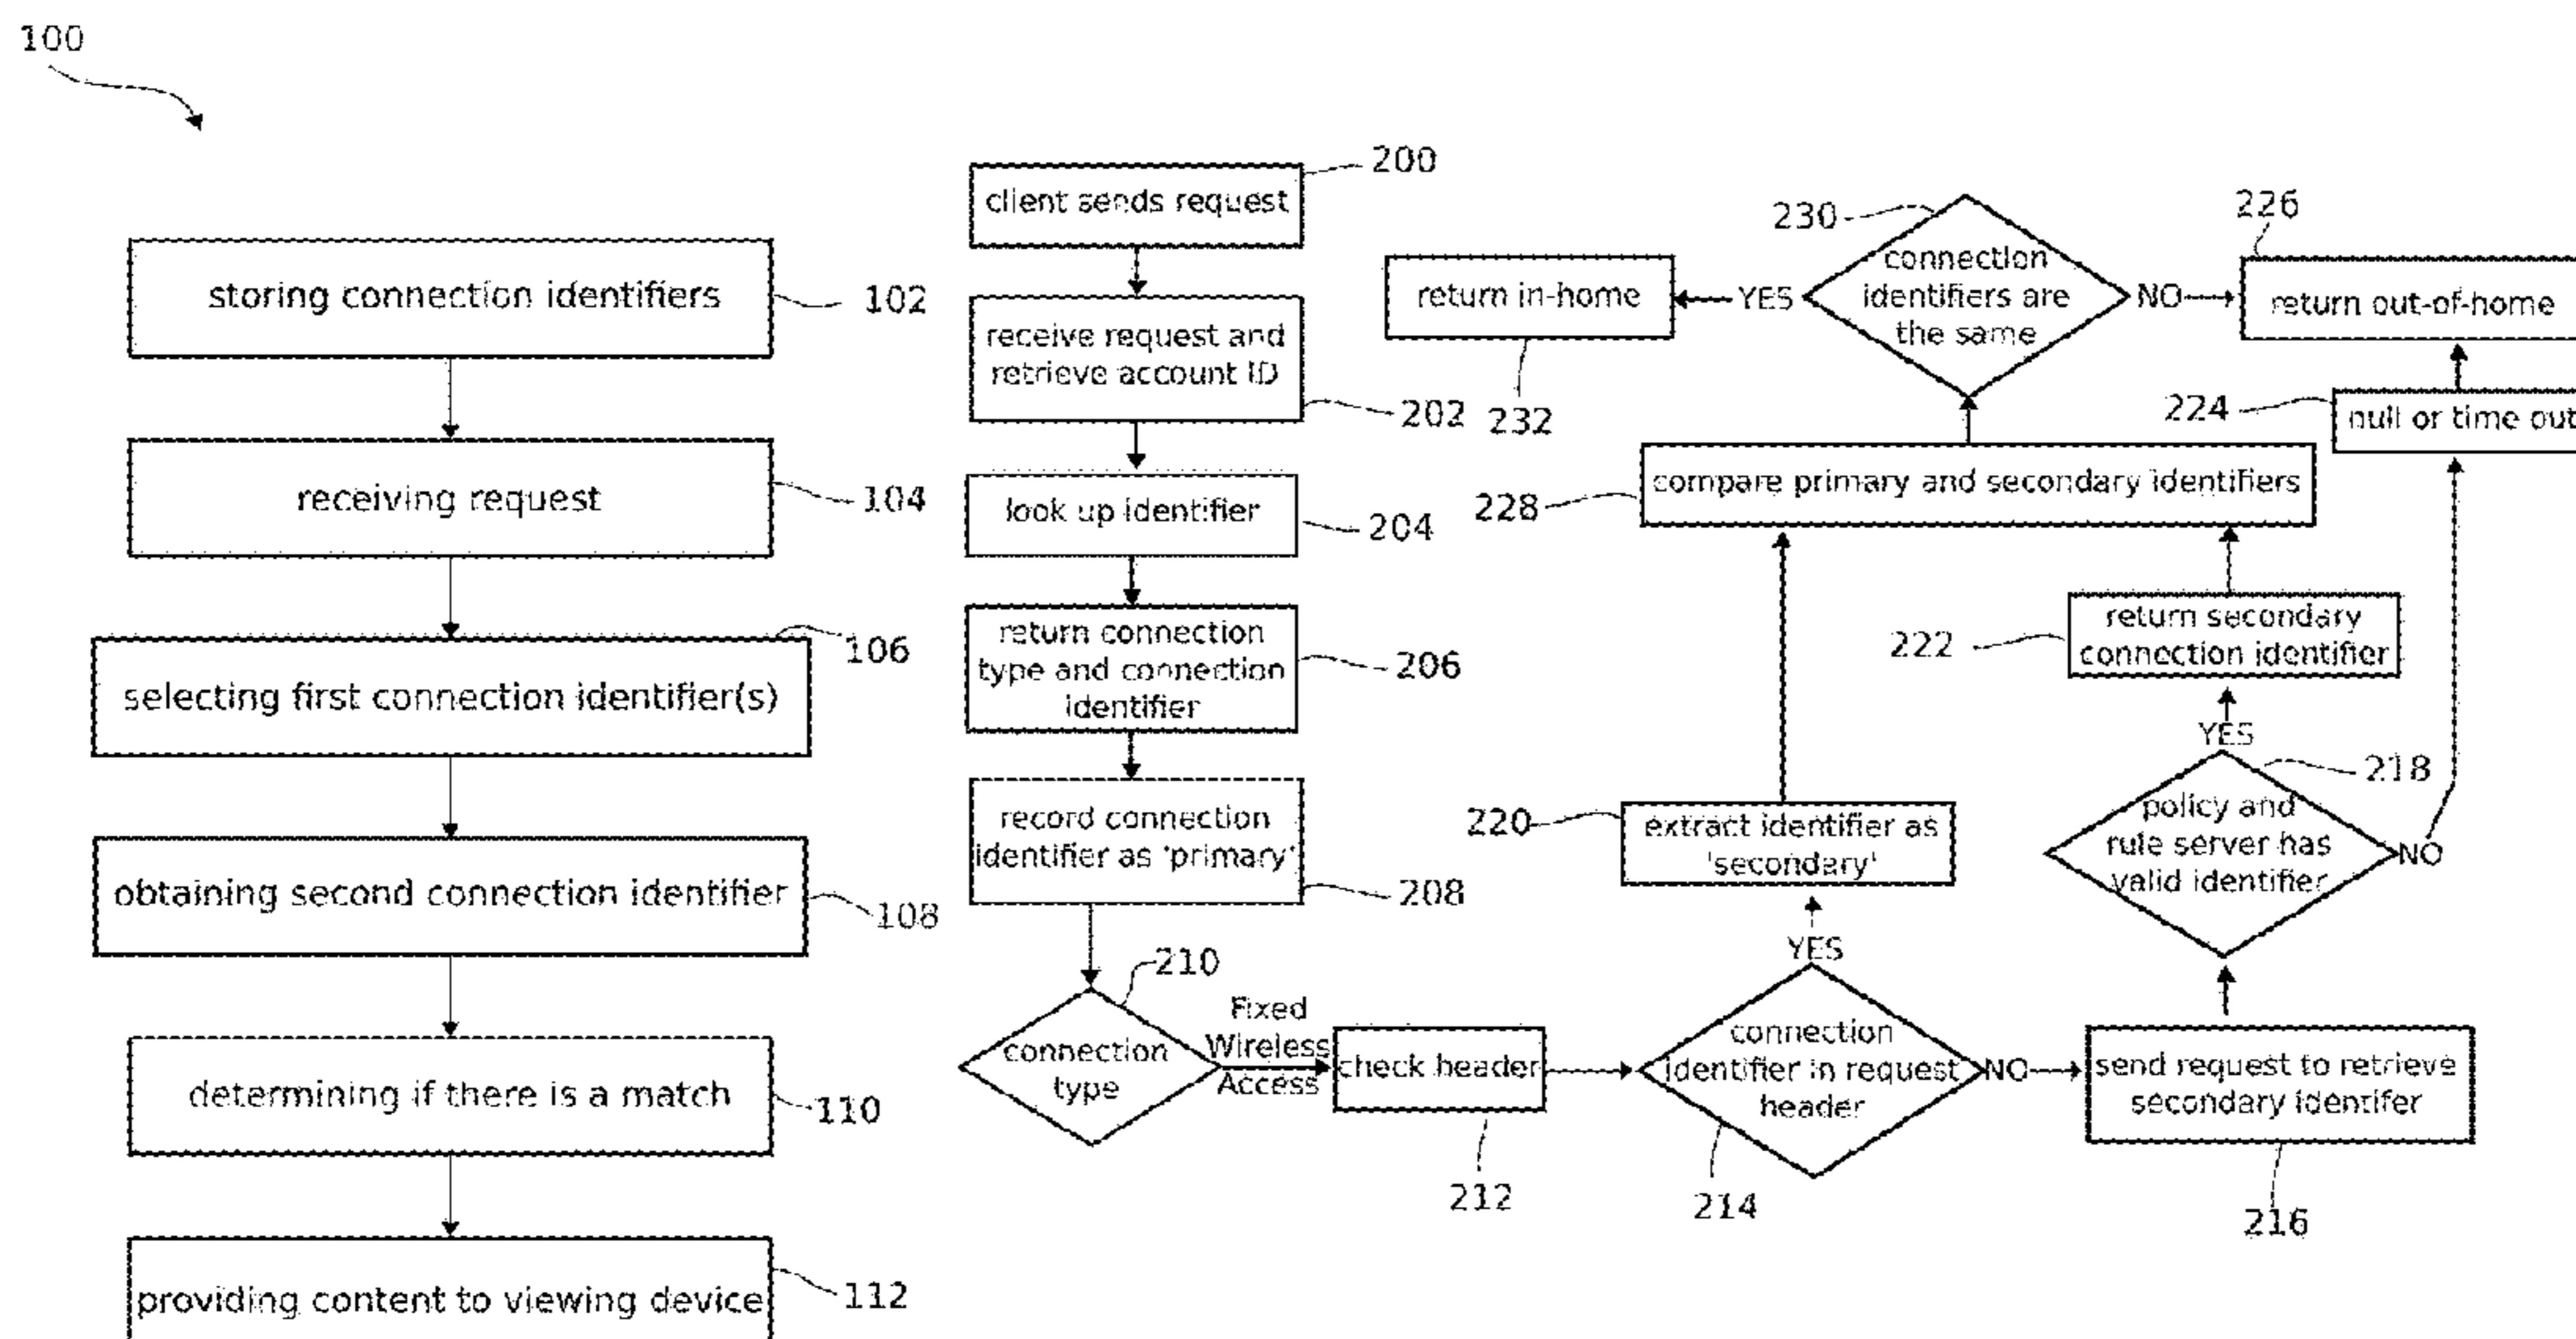 100
storing connection identifiers
102
receiving request
104
106
selecting first connection identifier(s)
obtaining second connection identifier
108
determining if there is a match
110
providing content to viewing device
112
200
client sends request
receive request and
retrieve account ID
202
look up identifier
204
return connection
type and connection
identifier
206
record connection
identifier as 'primary'
208
210
connection
type
Fixed
Wireless
Access
check header
212
connection
identifier in request
header
214
YES
NO
send request to retrieve
secondary identifer
216
220
extract identifier as
'secondary'
policy and
rule server has
valid identifier
218
YES
NO
222
return secondary
connection identifier
224
null or time out
228
compare primary and secondary identifiers
230
connection
identifiers are
the same
YES
NO
return in-home
232
226
return out-of-home